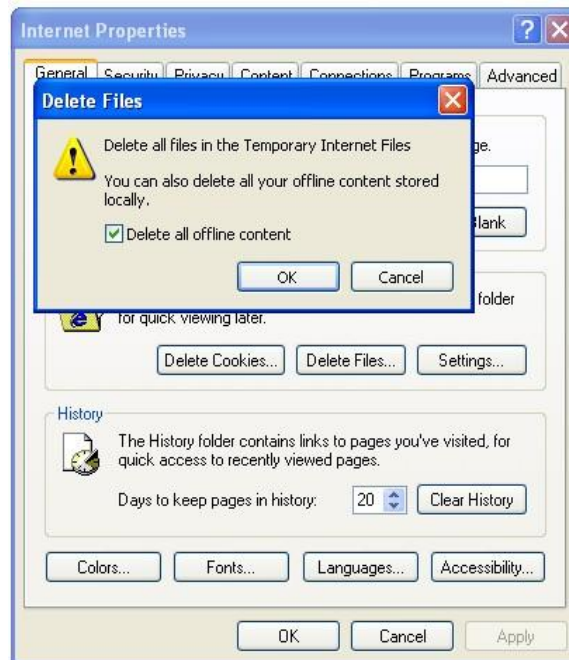 Internet Properties
General Security Privacy Content Connections Programs Advanced
Delete Files
Delete all files in the Temporary Internet Files
You can also delete all your offline content stored
locally.
Delete all offline content
OK Cancel
ge.
Blank
folder
for quick viewing later.
Delete Cookies... Delete Files... Settings...
History
The History folder contains links to pages you've visited, for
quick access to recently viewed pages.
Days to keep pages in history: 20 Clear History
Colors... Fonts... Languages... Accessibility...
OK Cancel Apply